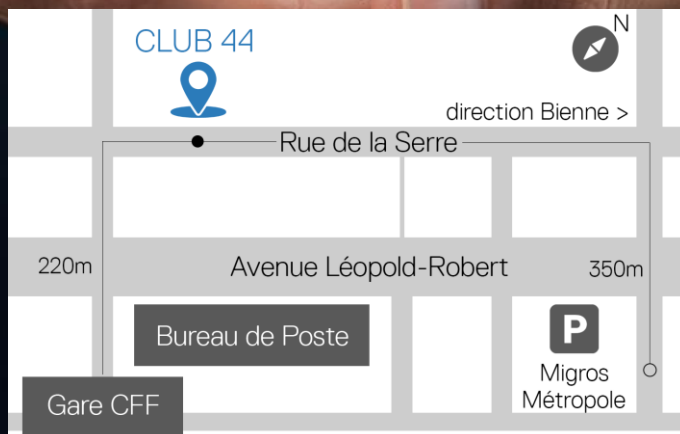 CLUB 44
N
direction Bienne >
Rue de la Serre
220m
Avenue Léopold-Robert
350m
Bureau de Poste
P
Migros
Métropole
Gare CFF